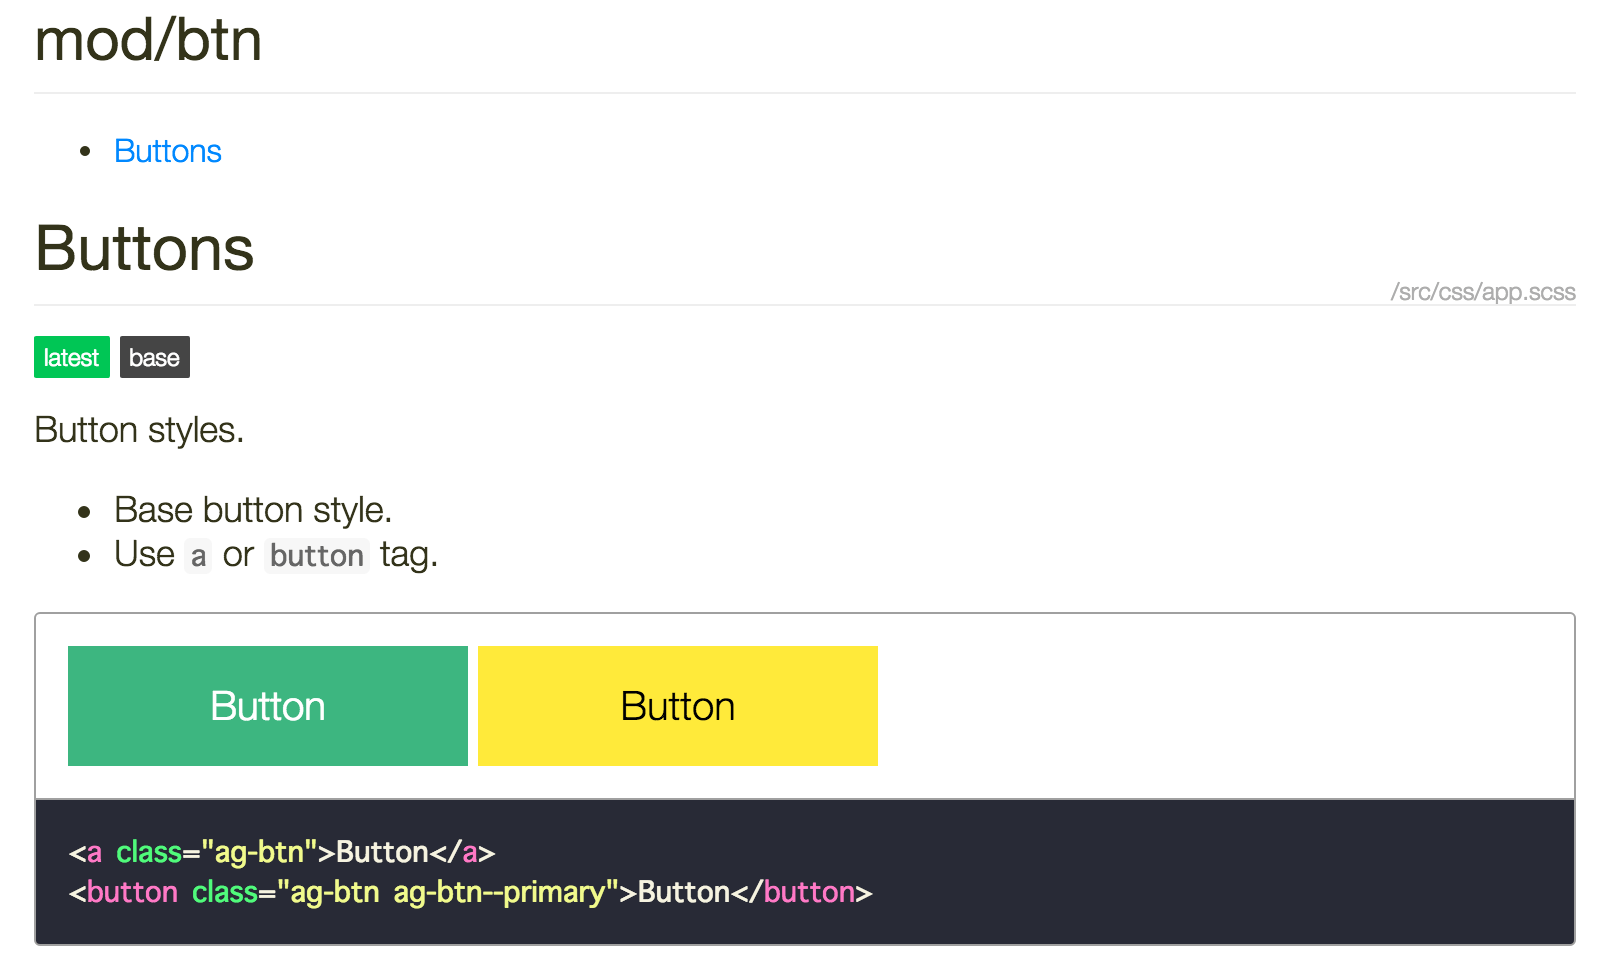 mod/btn
Buttons
Buttons
/src/css/app.scss
latest base
Button styles.
Base button style.
Use a or button tag.
Button Button
<a class="ag-btn">Button</a>
<button class="ag-btn ag-btn--primary">Button</button>